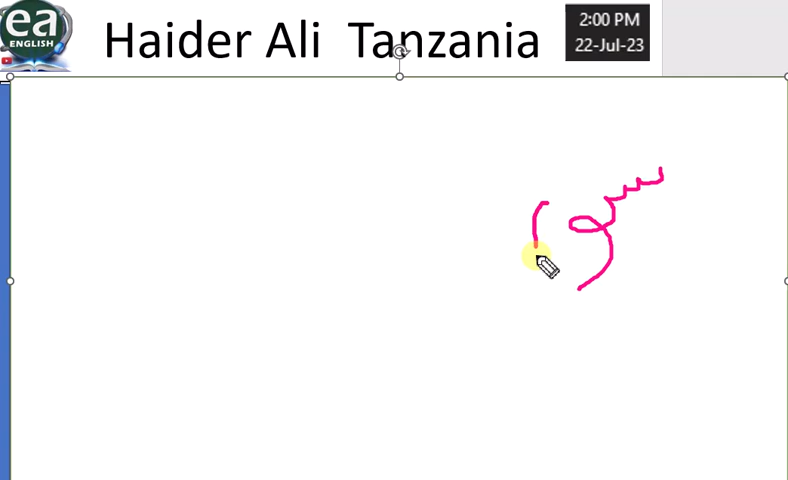 ea
ENGLISH
Haider Ali Tanzania
2:00 PM
22-Jul-23